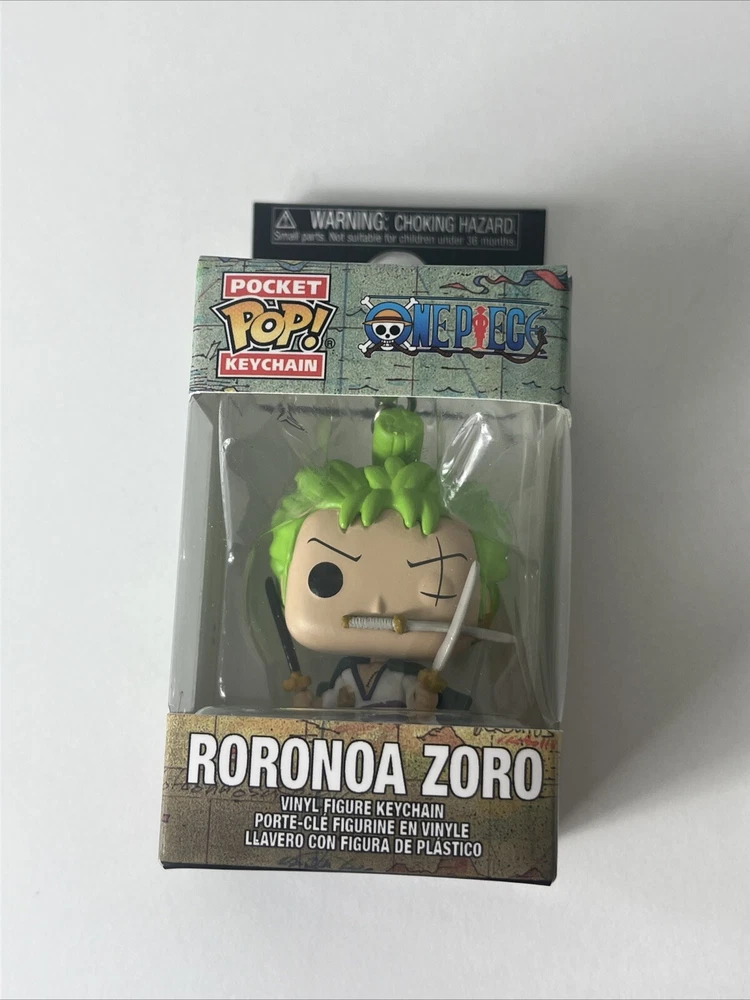 WARNING: CHOKING HAZARD.
Small parts. Not suitable for children under 36 months.
POCKET
POP!®
KEYCHAIN
ONE PIECE
RORONOA ZORO
VINYL FIGURE KEYCHAIN
PORTE-CLÉ FIGURINE EN VINYLE
LLAVERO CON FIGURA DE PLÁSTICO